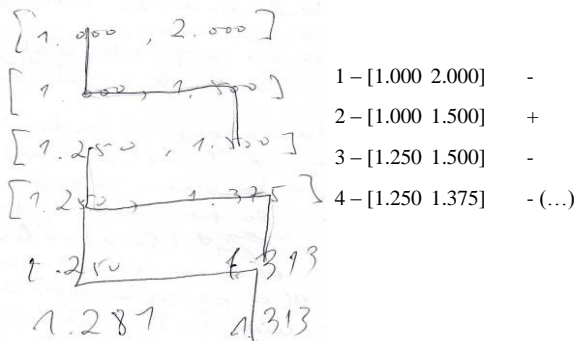 [1.000 , 2.000]
[1.000, 1.500]
[1.250 , 1.500]
[1.250, 1.375]
1.250 1.313
1.281 1.313
1 – [1.000 2.000] -
2 – [1.000 1.500] +
3 – [1.250 1.500] -
4 – [1.250 1.375] - (…)